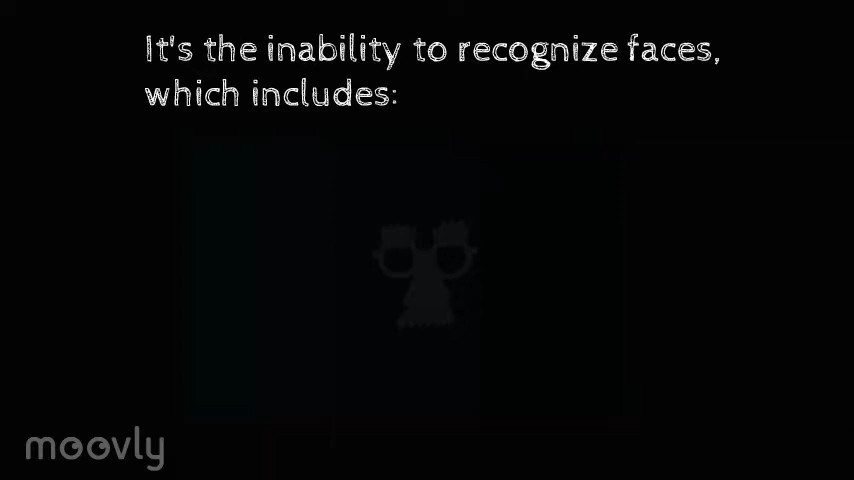 It's the inability to recognize faces,
which includes:
moovly